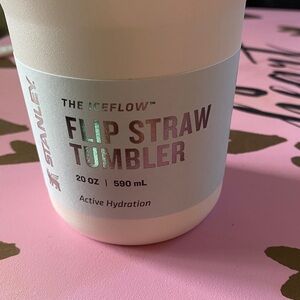 STANLEY
THE ICEFLOW™
FLIP STRAW
TUMBLER
20 OZ | 590 mL
Active Hydration